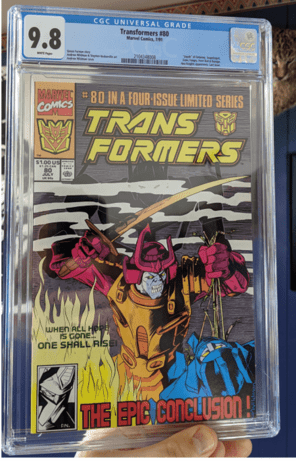 CGC UNIVERSAL GRADE
9.8
WHITE PAGES
Transformers #80
Marvel Comics, 7/91
MARVEL
COMICS
# 80 IN A FOUR-ISSUE LIMITED SERIES
TRANS
FORMERS
$1.00 US
80
JULY
WHEN ALL HOPE
IS GONE...
ONE SHALL RISE!
THE EPIC CONCLUSION!